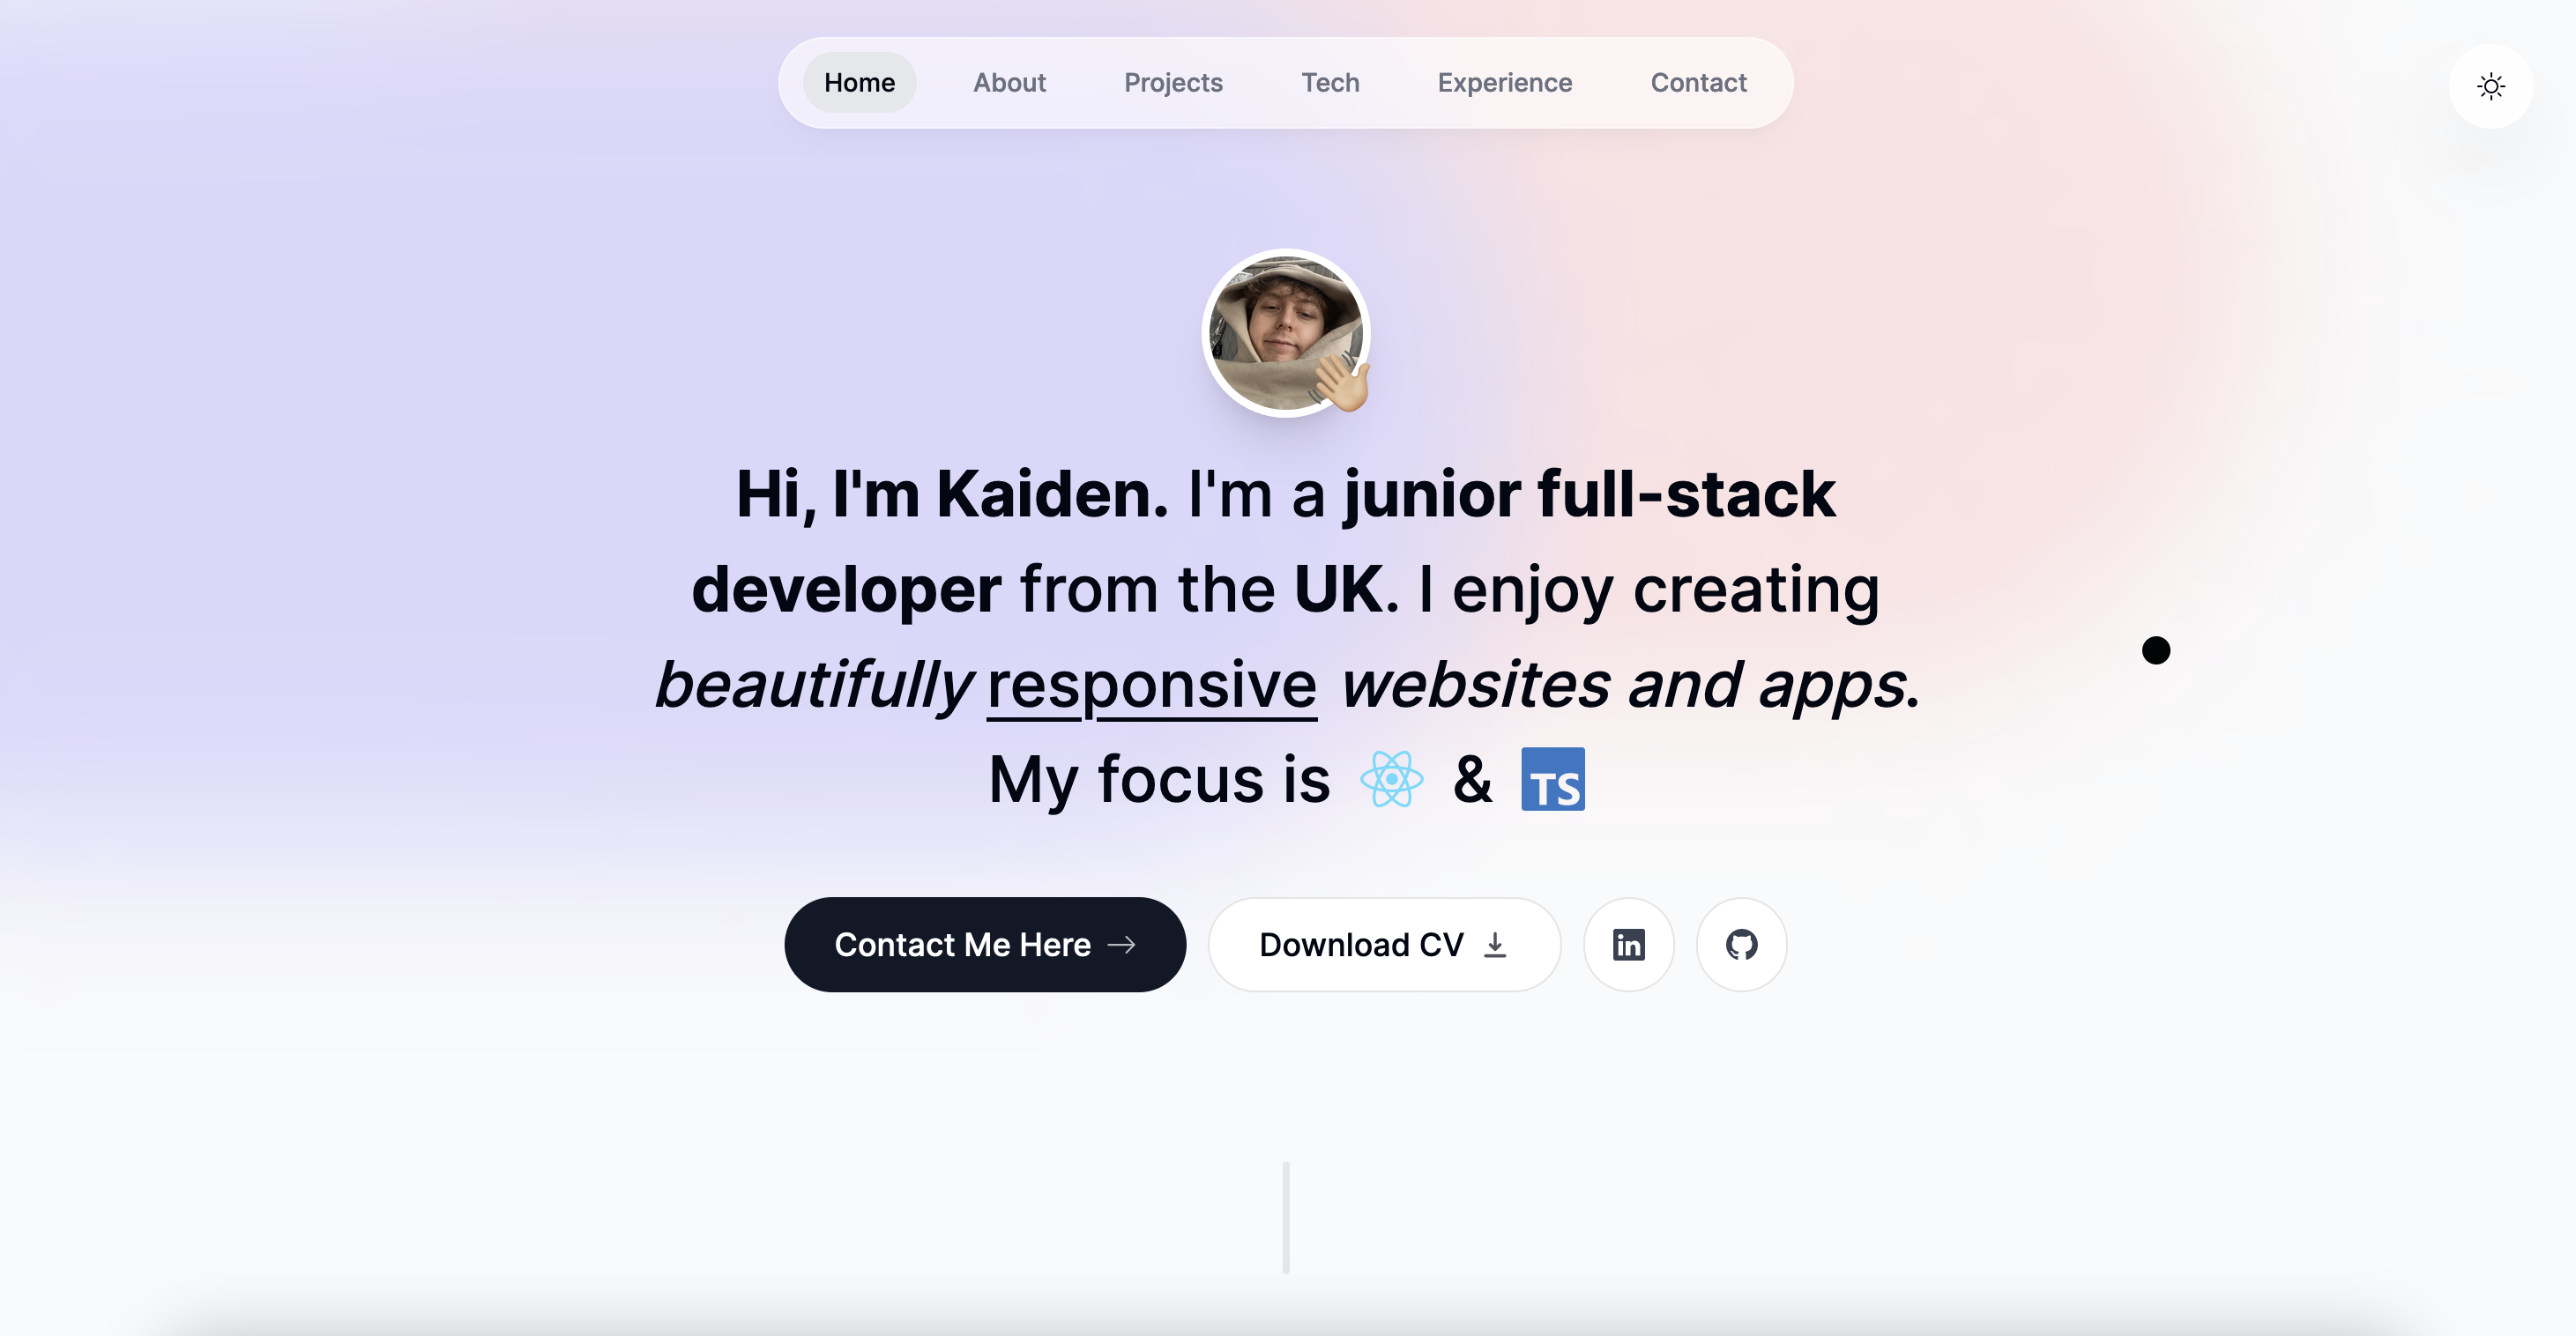 Home About Projects Tech Experience Contact
Hi, I'm Kaiden. I'm a junior full-stack
developer from the UK. I enjoy creating
beautifully responsive websites and apps.
My focus is & TS
Contact Me Here Download CV in